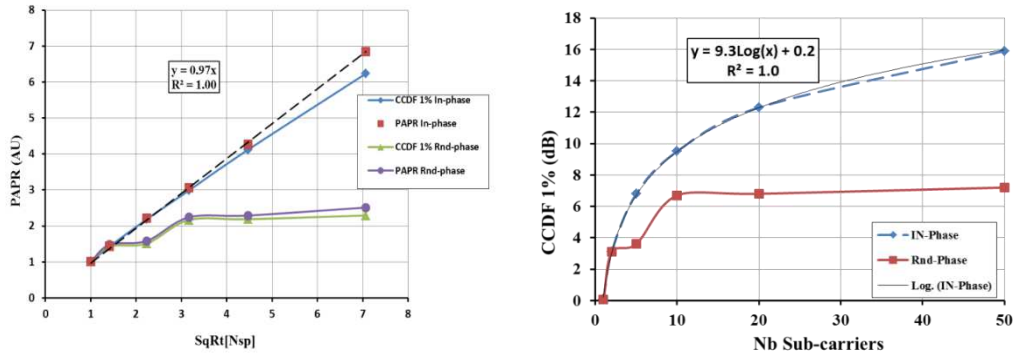 8
7
6
5
4
3
2
1
0
PAPR (AU)
y = 0.97x
R² = 1.00
CCDF 1% In-phase
PAPR In-phase
CCDF 1% Rnd-phase
PAPR Rnd-phase
0 1 2 3 4 5 6 7 8
SqRt[Nsp]
18
16
14
12
10
8
6
4
2
0
CCDF 1% (dB)
y = 9.3Log(x) + 0.2
R² = 1.0
IN-Phase
Rnd-Phase
Log. (IN-Phase)
0 10 20 30 40 50
Nb Sub-carriers